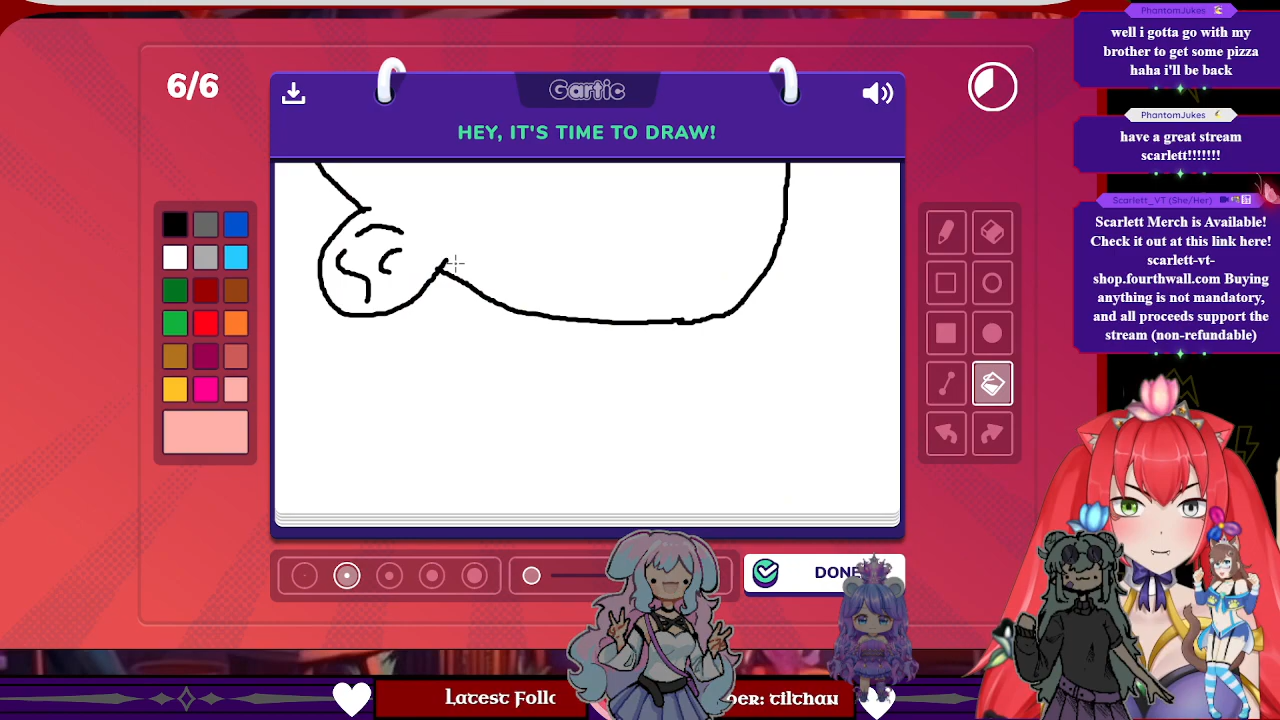 6/6
Gartic
HEY, IT'S TIME TO DRAW!
DONE
PhantomJukes
well i gotta go with my
brother to get some pizza
haha i'll be back
PhantomJukes
have a great stream
scarlett!!!!!!!
Scarlett_VT (She/Her)
Scarlett Merch is Available!
Check it out at this link here!
scarlett-vt-
shop.fourthwall.com Buying
anything is not mandatory,
and all proceeds support the
stream (non-refundable)
Latest Follo
ber: tilthan